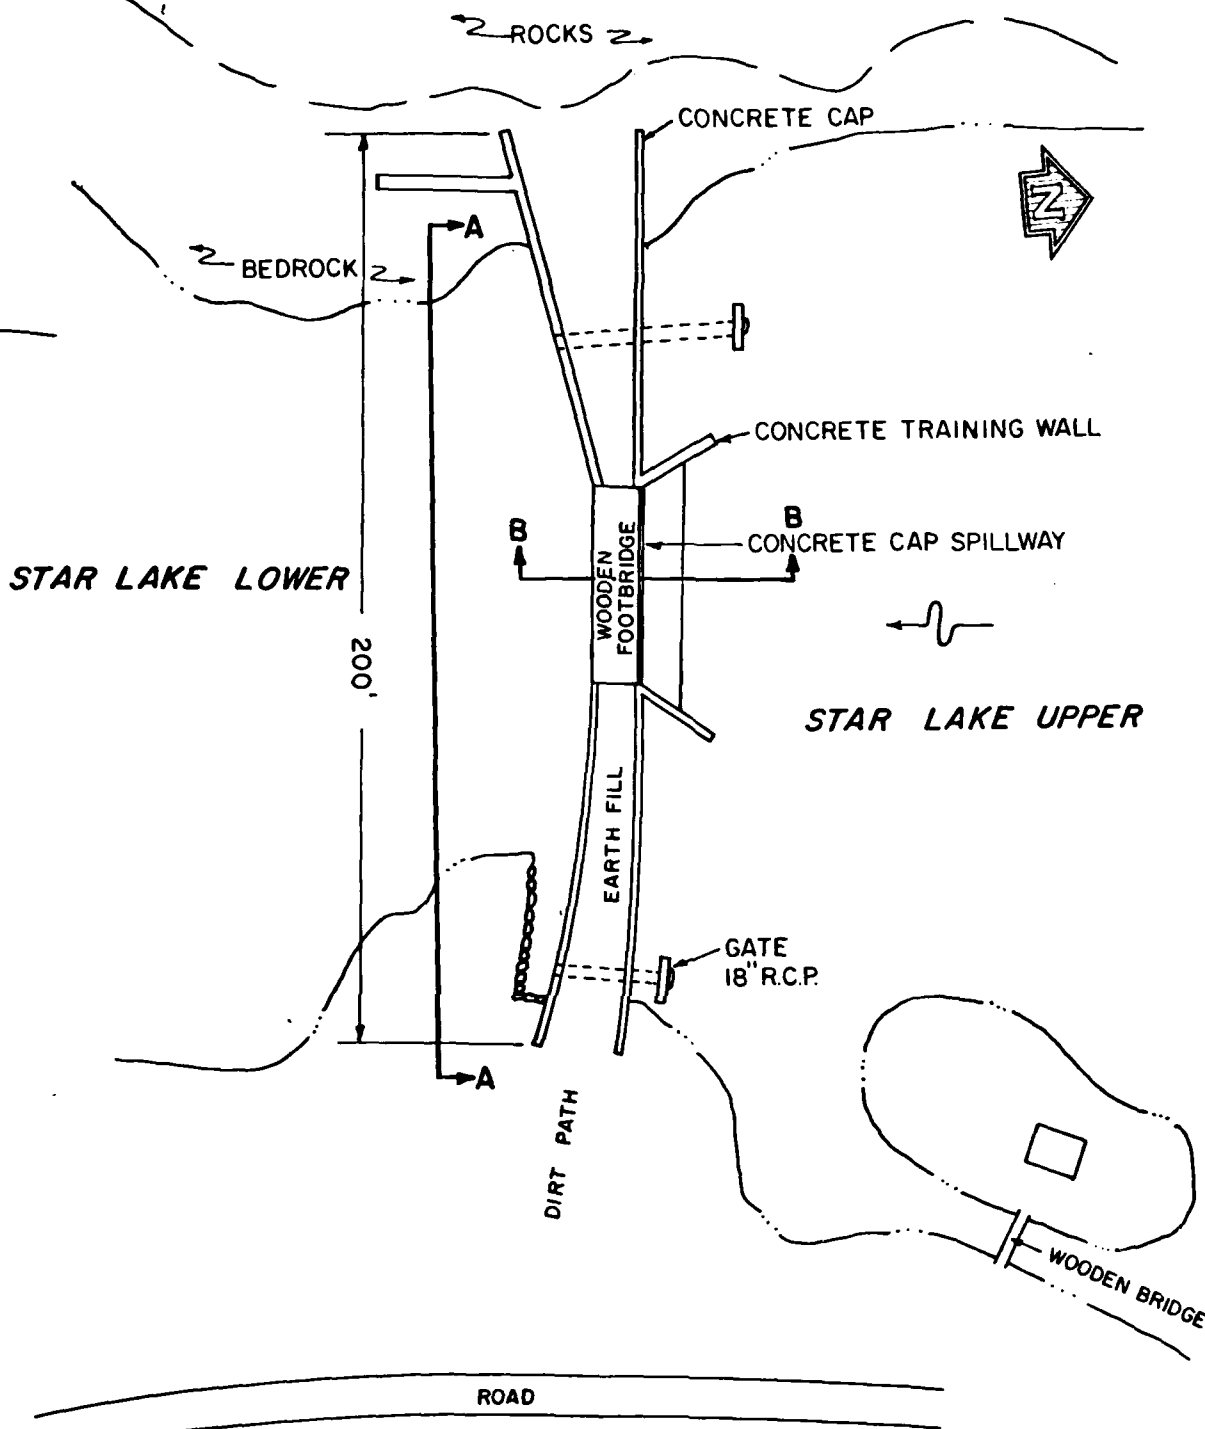 ROCKS
CONCRETE CAP
N
A
BEDROCK
CONCRETE TRAINING WALL
B
B
CONCRETE CAP SPILLWAY
WOODEN
FOOTBRIDGE
STAR LAKE LOWER
200'
STAR LAKE UPPER
EARTH FILL
GATE
18" R.C.P.
A
DIRT PATH
WOODEN BRIDGE
ROAD